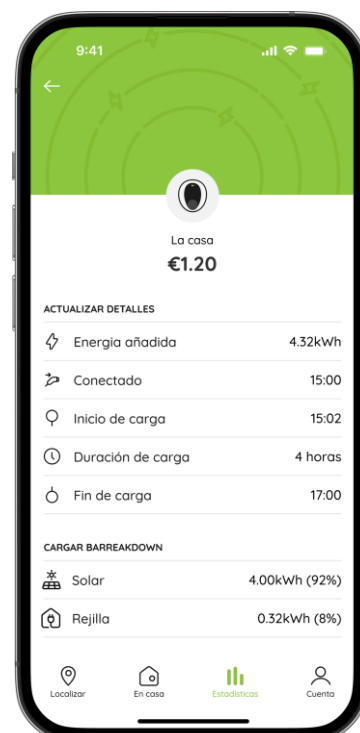 9:41
La casa
€1.20
ACTUALIZAR DETALLES
Energia añadida 4.32kWh
Conectado 15:00
Inicio de carga 15:02
Duración de carga 4 horas
Fin de carga 17:00
CARGAR BARREAKDOWN
Solar 4.00kWh (92%)
Rejilla 0.32kWh (8%)
Localizar En casa Estadísticas Cuenta